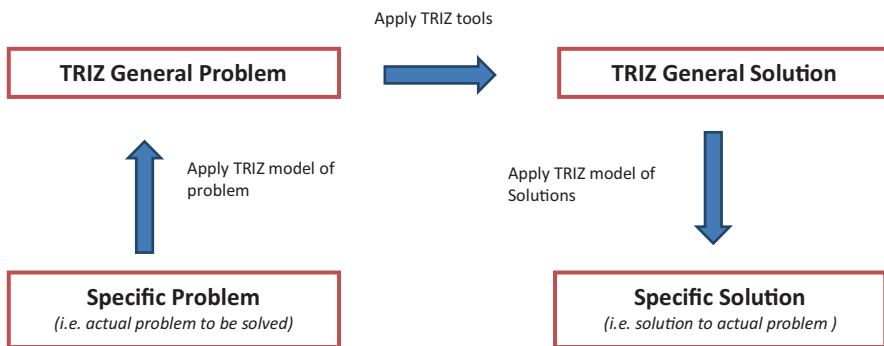 Apply TRIZ tools
TRIZ General Problem
TRIZ General Solution
Apply TRIZ model of
problem
Apply TRIZ model of
Solutions
Specific Problem
(i.e. actual problem to be solved)
Specific Solution
(i.e. solution to actual problem )